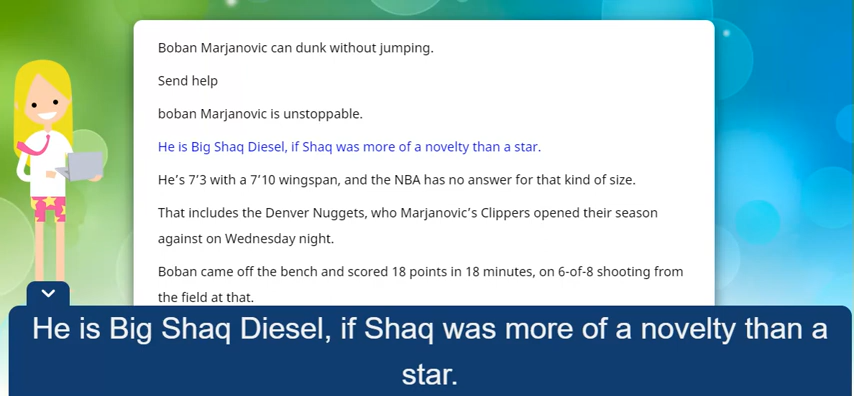 Boban Marjanovic can dunk without jumping.
Send help
boban Marjanovic is unstoppable.
He is Big Shaq Diesel, if Shaq was more of a novelty than a star.
He’s 7’3 with a 7’10 wingspan, and the NBA has no answer for that kind of size.
That includes the Denver Nuggets, who Marjanovic’s Clippers opened their season
against on Wednesday night.
Boban came off the bench and scored 18 points in 18 minutes, on 6-of-8 shooting from
the field at that.
He is Big Shaq Diesel, if Shaq was more of a novelty than a
star.